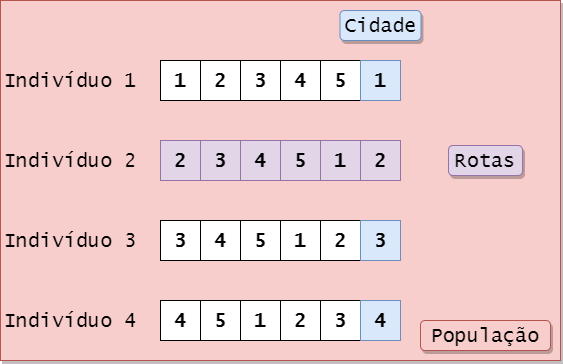 Cidade
Indivíduo 1 1 2 3 4 5 1
Indivíduo 2 2 3 4 5 1 2 Rotas
Indivíduo 3 3 4 5 1 2 3
Indivíduo 4 4 5 1 2 3 4
População